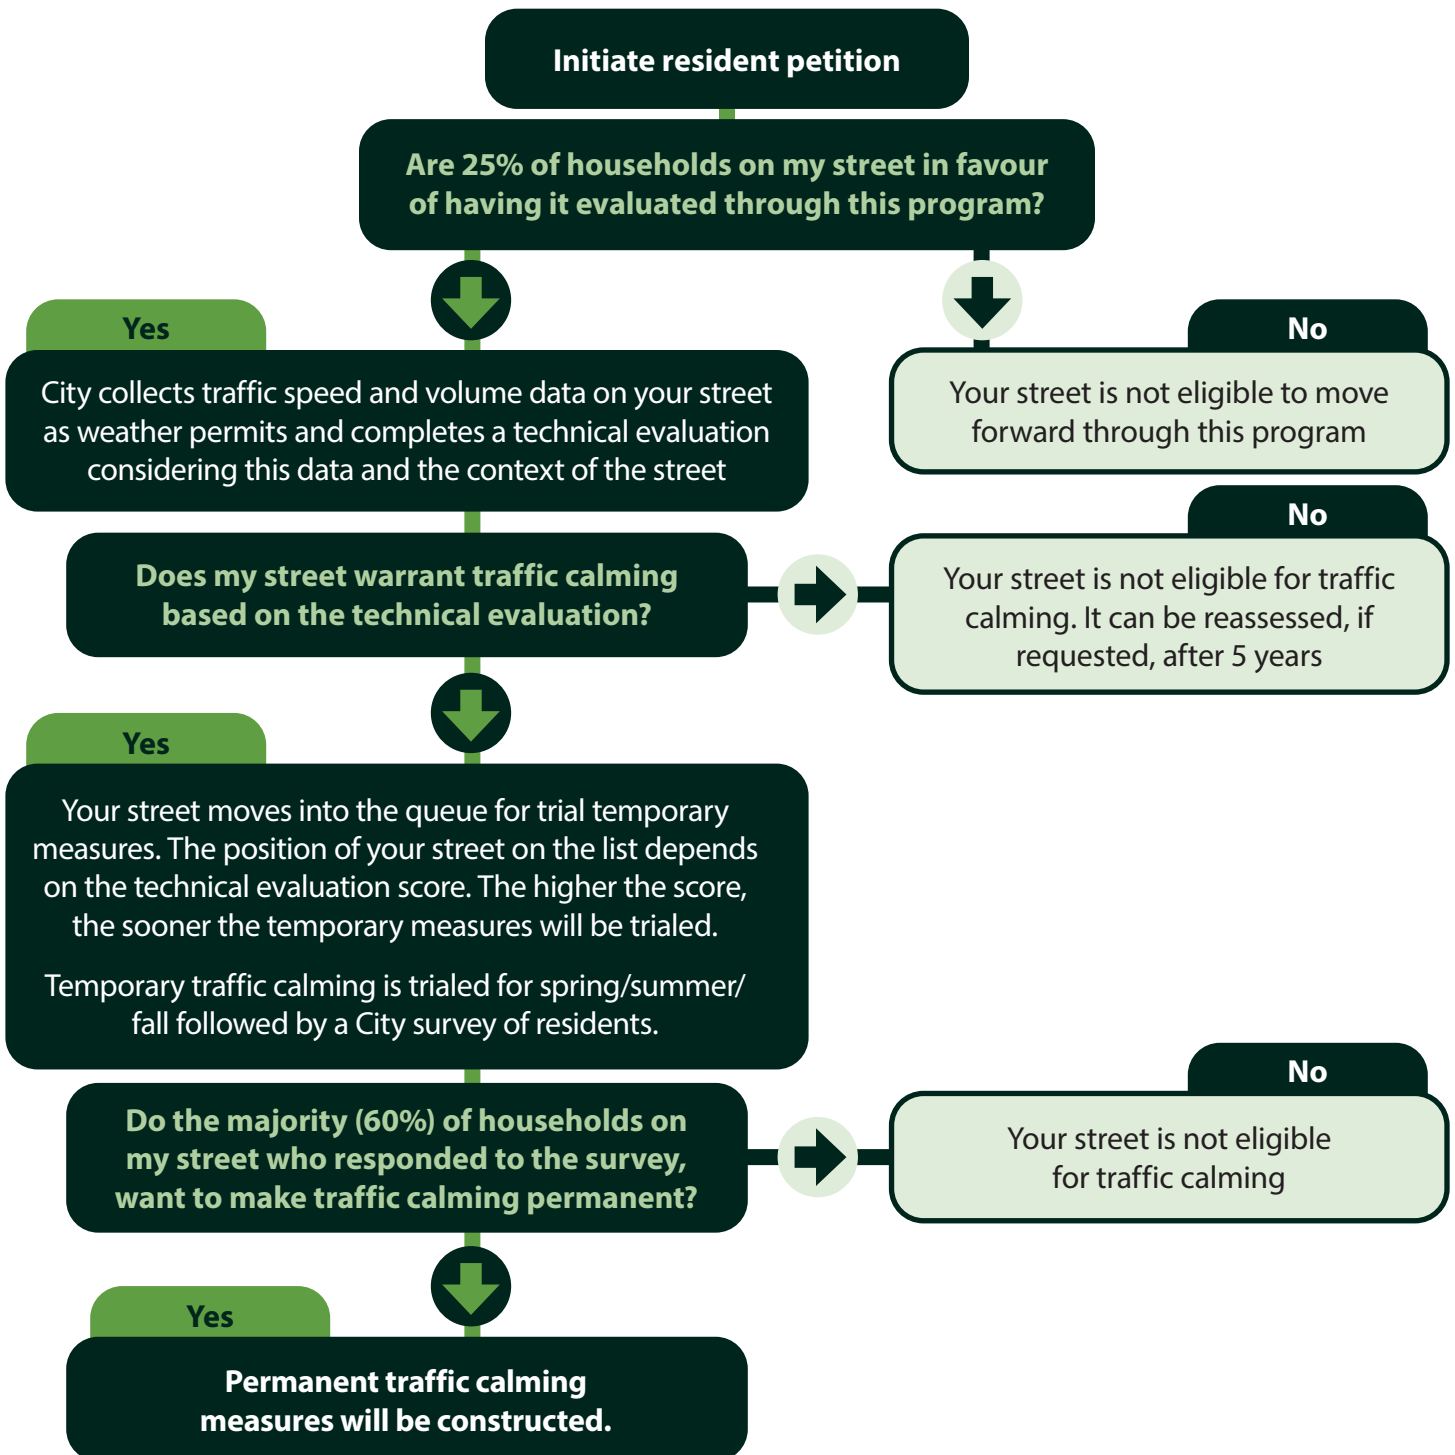 Initiate resident petition
Are 25% of households on my street in favour
of having it evaluated through this program?
Yes
City collects traffic speed and volume data on your street
as weather permits and completes a technical evaluation
considering this data and the context of the street
No
Your street is not eligible to move
forward through this program
Does my street warrant traffic calming
based on the technical evaluation?
No
Your street is not eligible for traffic
calming. It can be reassessed, if
requested, after 5 years
Yes
Your street moves into the queue for trial temporary
measures. The position of your street on the list depends
on the technical evaluation score. The higher the score,
the sooner the temporary measures will be trialed.
Temporary traffic calming is trialed for spring/summer/
fall followed by a City survey of residents.
Do the majority (60%) of households on
my street who responded to the survey,
want to make traffic calming permanent?
No
Your street is not eligible
for traffic calming
Yes
Permanent traffic calming
measures will be constructed.